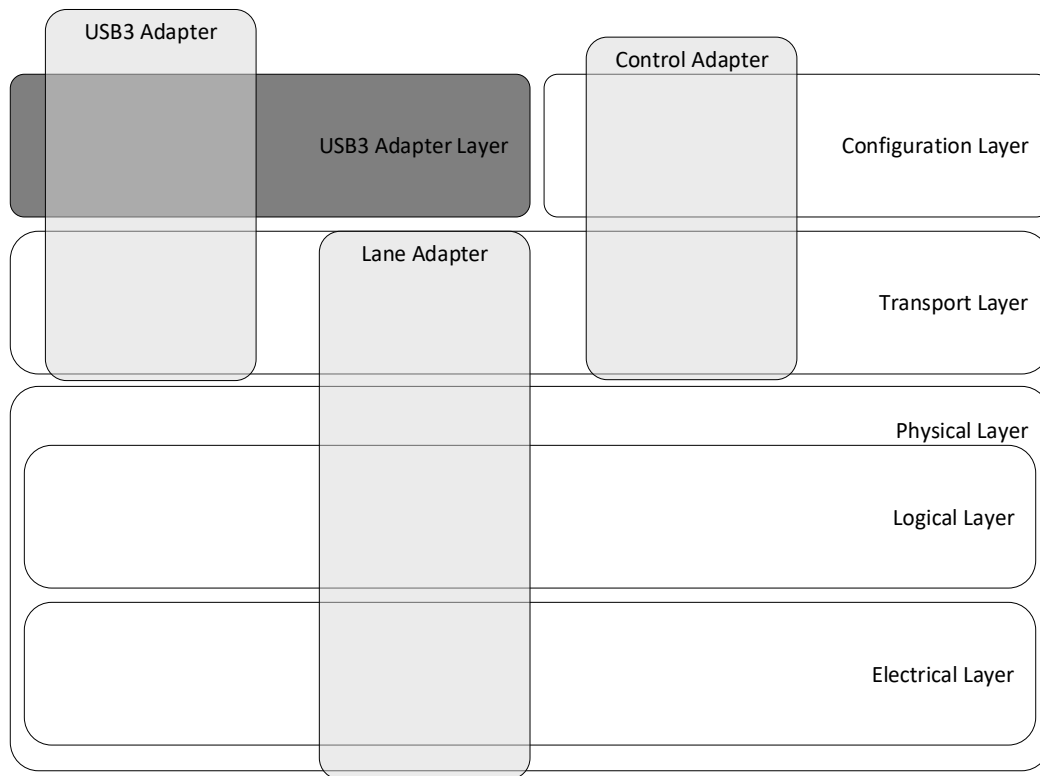 USB3 Adapter
Control Adapter
USB3 Adapter Layer
Configuration Layer
Lane Adapter
Transport Layer
Physical Layer
Logical Layer
Electrical Layer